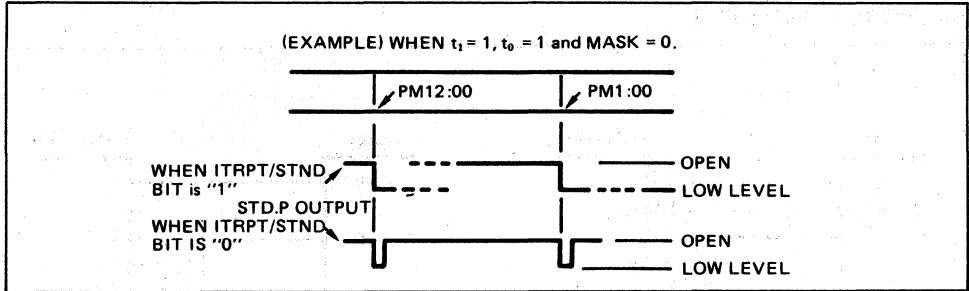 (EXAMPLE) WHEN t₁ = 1, t₀ = 1 and MASK = 0.
PM12:00
PM1:00
WHEN ITRPT/STND
BIT is "1"
OPEN
LOW LEVEL
STD.P OUTPUT
WHEN ITRPT/STND
BIT IS "0"
OPEN
LOW LEVEL